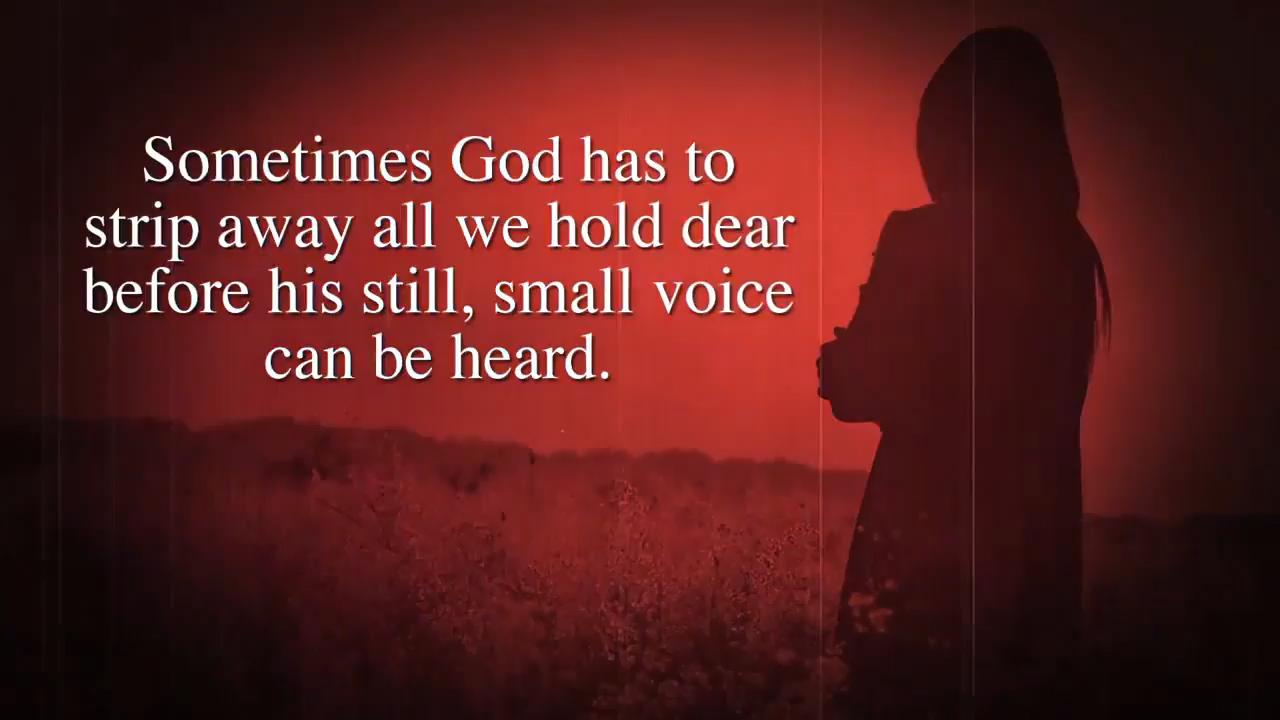 Sometimes God has to
strip away all we hold dear
before his still, small voice
can be heard.